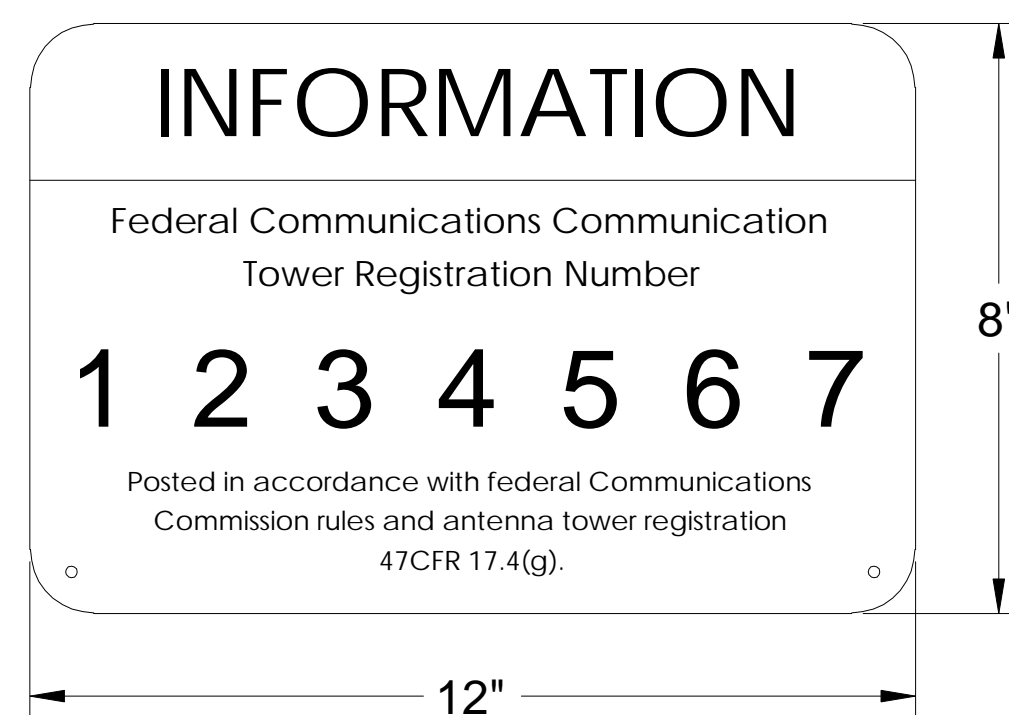 INFORMATION
Federal Communications Communication
Tower Registration Number
1 2 3 4 5 6 7
Posted in accordance with federal Communications
Commission rules and antenna tower registration
47CFR 17.4(g).
8"
12"